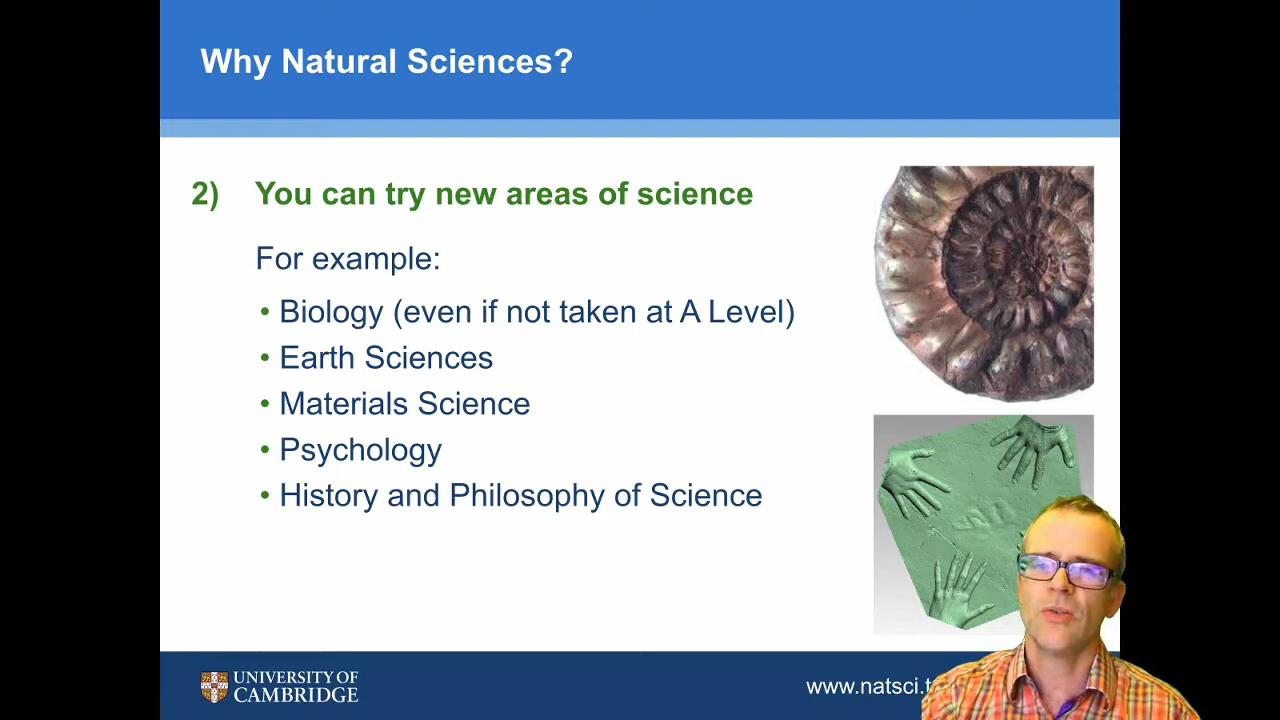 Why Natural Sciences?
2) You can try new areas of science
For example:
• Biology (even if not taken at A Level)
• Earth Sciences
• Materials Science
• Psychology
• History and Philosophy of Science
UNIVERSITY OF
CAMBRIDGE
www.natsci.